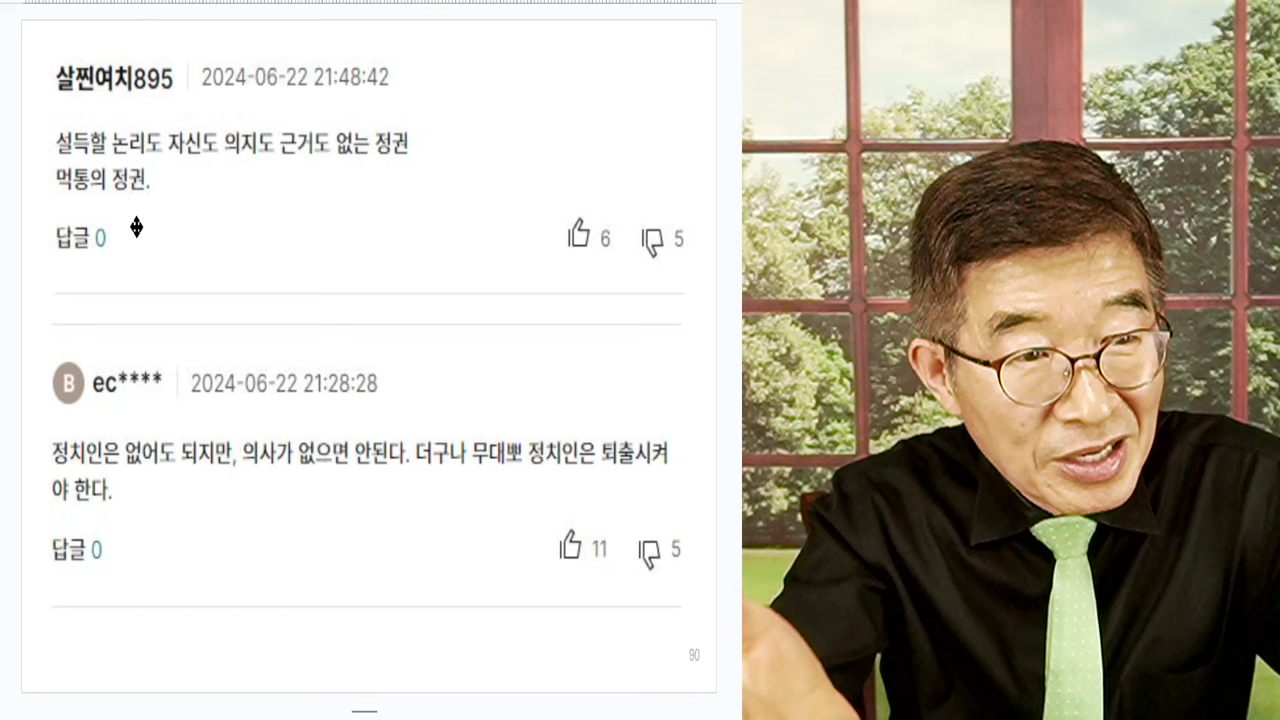 살찐여치895 2024-06-22 21:48:42
설득할 논리도 자신도 의지도 근거도 없는 정권
먹통의 정권.
답글 0 6 5
B ec**** 2024-06-22 21:28:28
정치인은 없어도 되지만, 의사가 없으면 안된다. 더구나 무대뽀 정치인은 퇴출시켜
야 한다.
답글 0 11 5
90